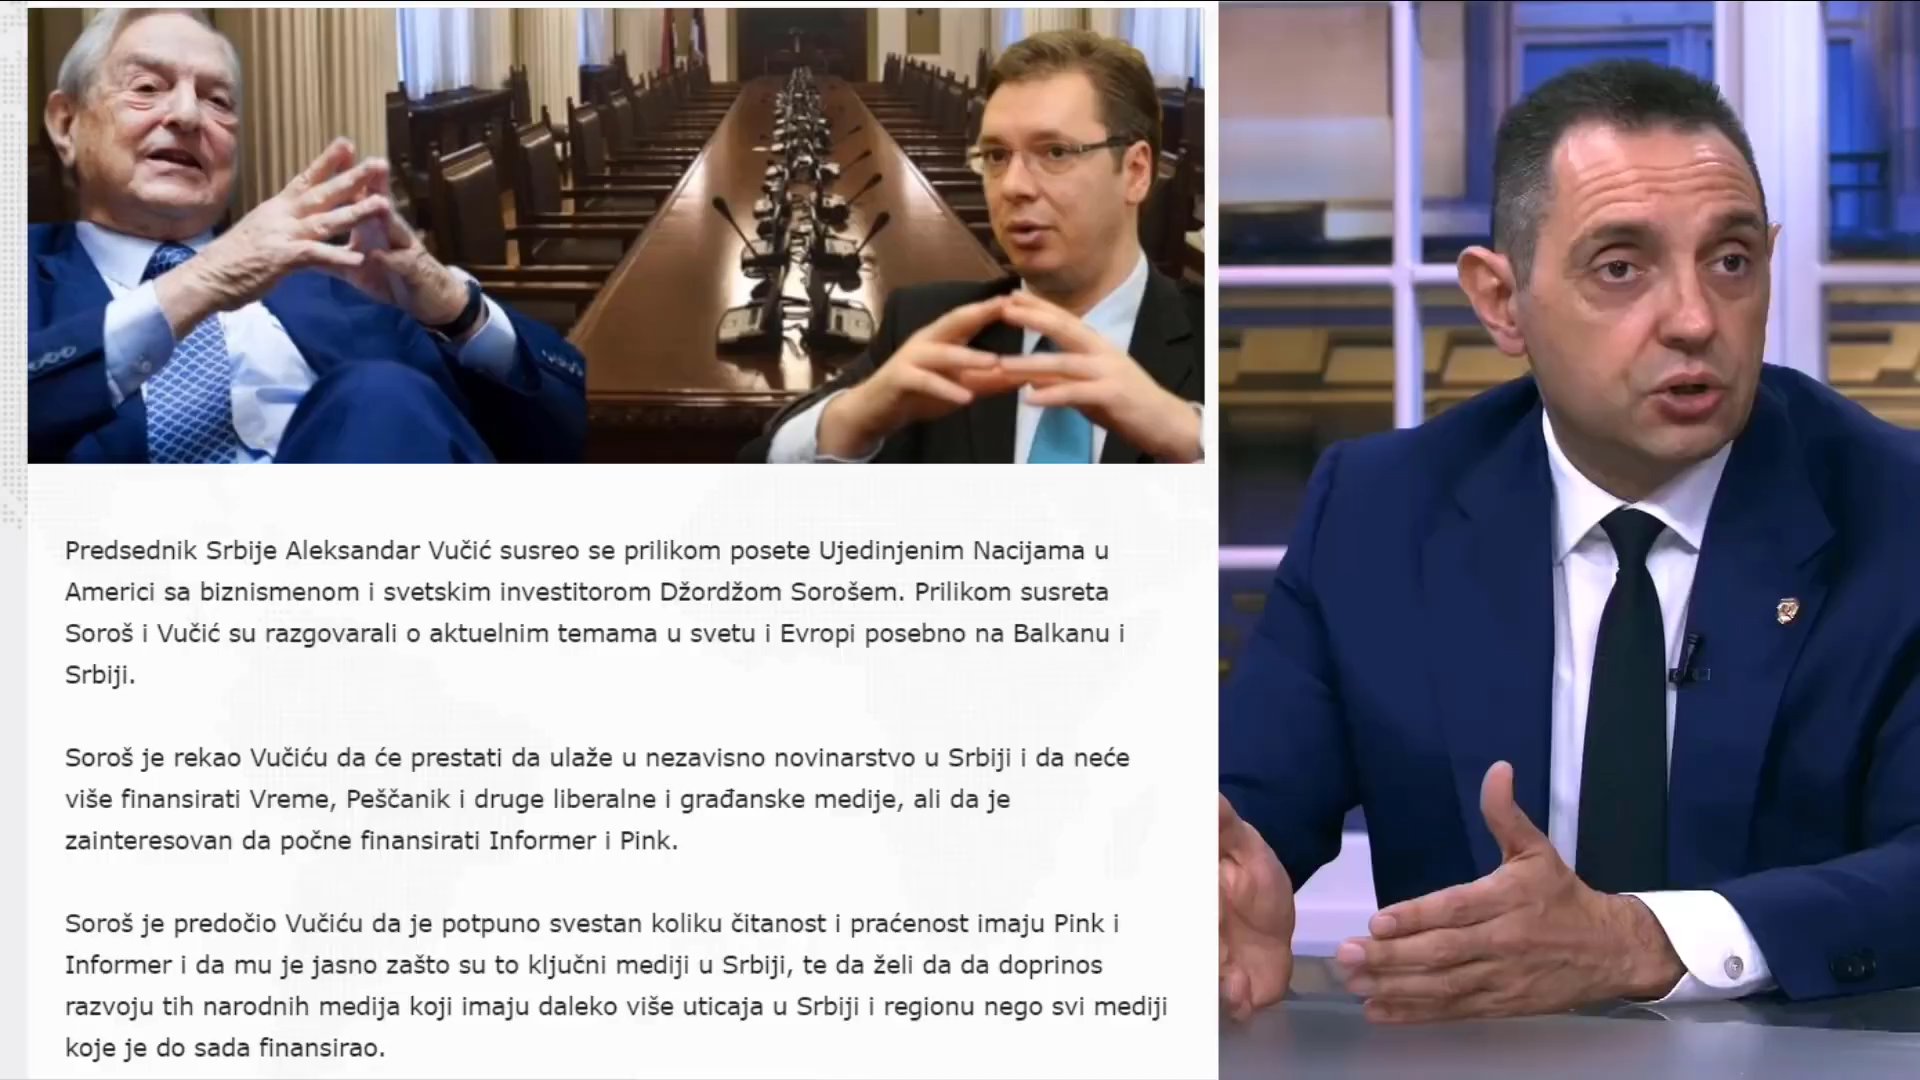 Predsednik Srbije Aleksandar Vučić susreo se prilikom posete Ujedinjenim Nacijama u
Americi sa biznismenom i svetskim investitorom Džordžom Sorošem. Prilikom susreta
Soroš i Vučić su razgovarali o aktuelnim temama u svetu i Evropi posebno na Balkanu i
Srbiji.
Soroš je rekao Vučiću da će prestati da ulaže u nezavisno novinarstvo u Srbiji i da neće
više finansirati Vreme, Peščanik i druge liberalne i građanske medije, ali da je
zainteresovan da počne finansirati Informer i Pink.
Soroš je predočio Vučiću da je potpuno svestan koliku čitanost i praćenost imaju Pink i
Informer i da mu je jasno zašto su to ključni mediji u Srbiji, te da želi da da doprinos
razvoju tih narodnih medija koji imaju daleko više uticaja u Srbiji i regionu nego svi mediji
koje je do sada finansirao.